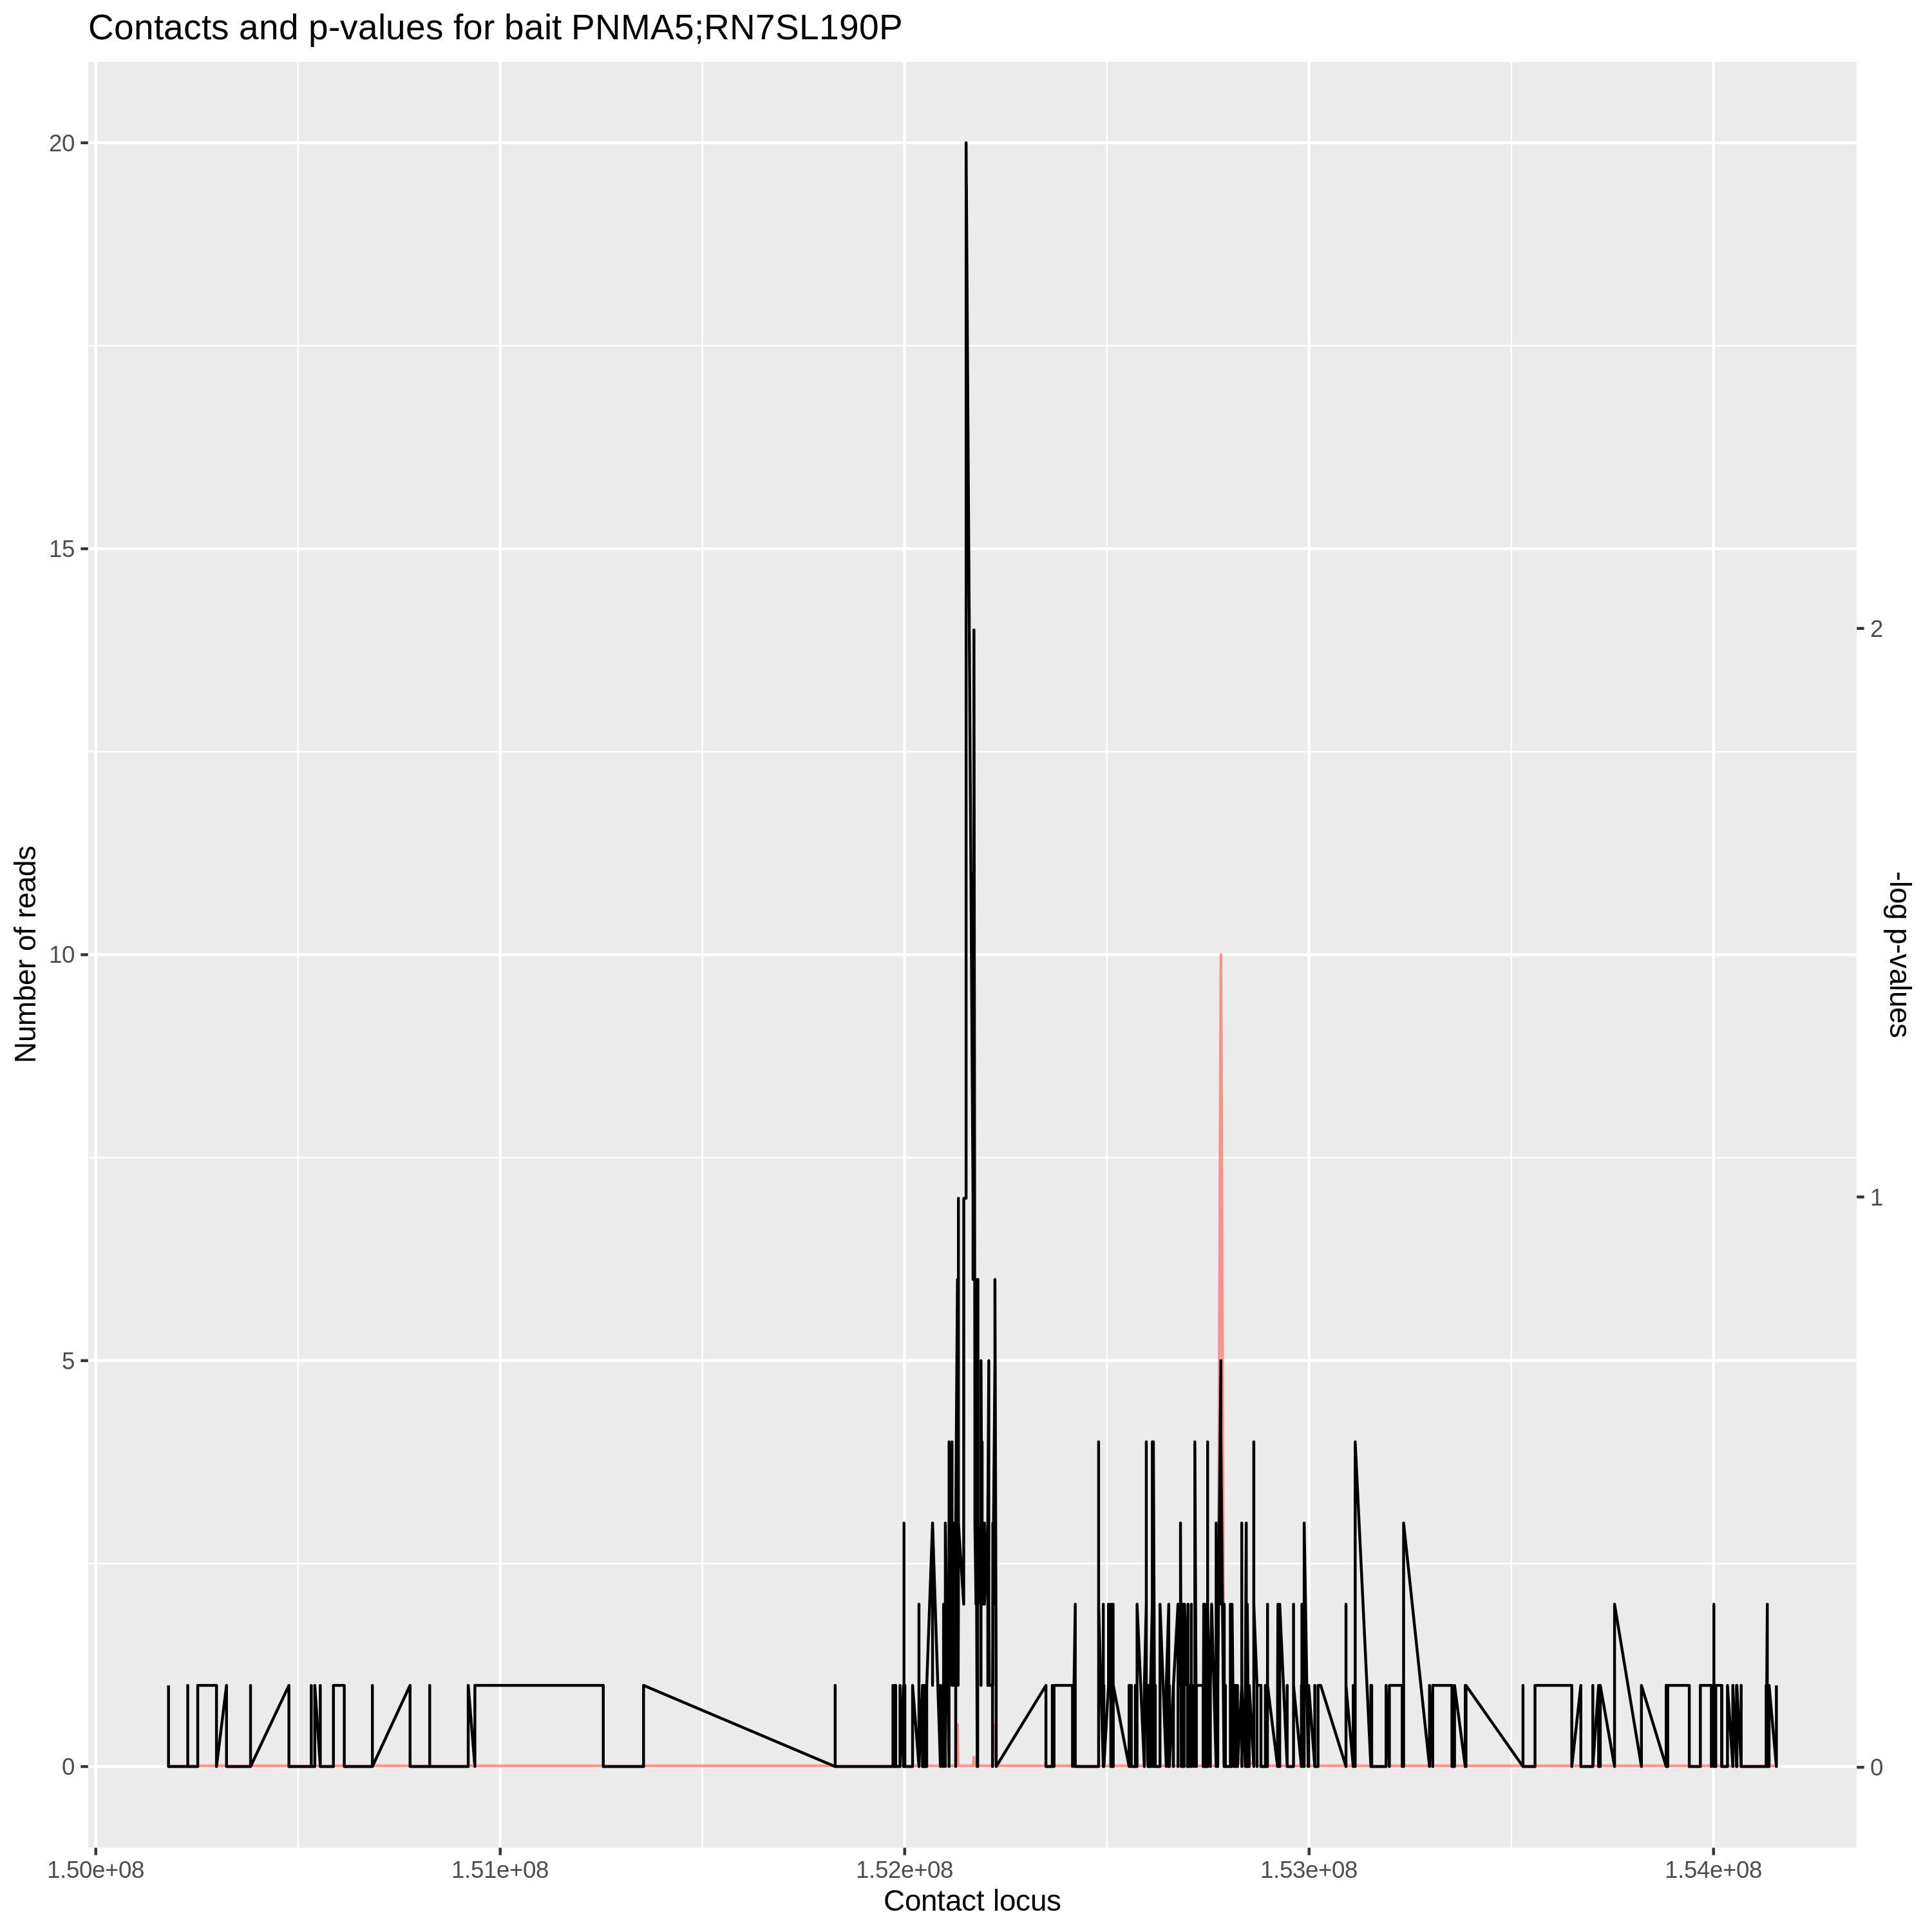 Contacts and p-values for bait PNMA5;RN7SL190P
20
15
10
5
0
Number of reads
2
1
0
-log p-values
1.50e+08
1.51e+08
1.52e+08
1.53e+08
1.54e+08
Contact locus